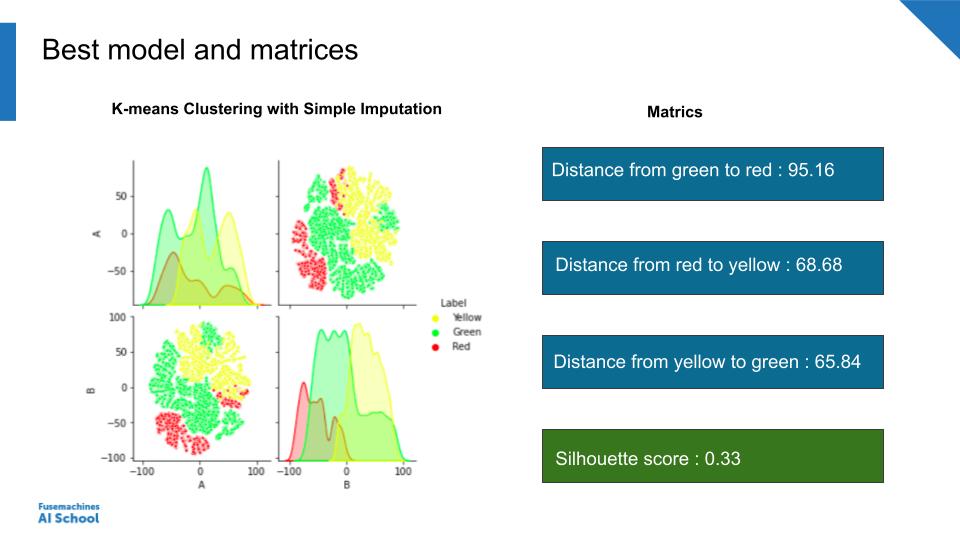 Best model and matrices
K-means Clustering with Simple Imputation
Matrics
Distance from green to red : 95.16
Distance from red to yellow : 68.68
Distance from yellow to green : 65.84
Silhouette score : 0.33
50
0
−50
A
100
50
0
−50
−100
B
−100 0 100
A
−100 0 100
B
Label
Yellow
Green
Red
Fusemachines
AI School